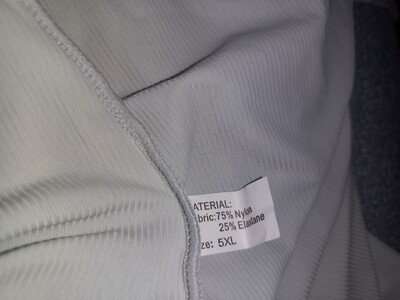 ATERIAL:
bric:75% Nylon
25% Elastane
ze: 5XL